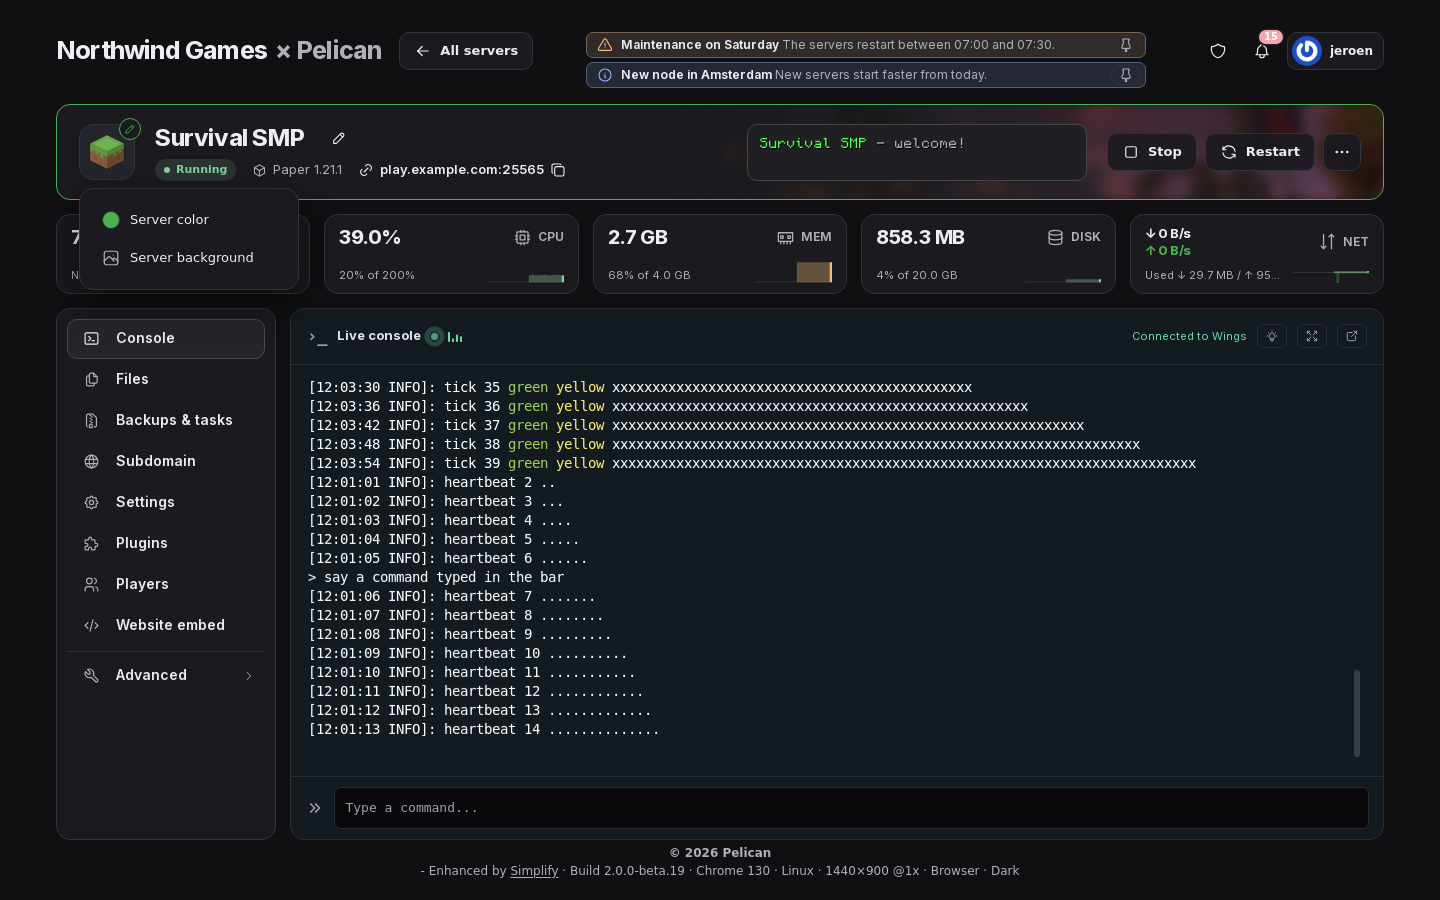 Northwind Games × Pelican
All servers
Maintenance on Saturday The servers restart between 07:00 and 07:30.
New node in Amsterdam New servers start faster from today.
15
jeroen
Survival SMP
Running
Paper 1.21.1
play.example.com:25565
Survival SMP - welcome!
Stop
Restart
Server color
Server background
7
N
39.0%
CPU
20% of 200%
2.7 GB
MEM
68% of 4.0 GB
858.3 MB
DISK
4% of 20.0 GB
↓ 0 B/s
↑ 0 B/s
NET
Used ↓ 29.7 MB / ↑ 95...
Console
Files
Backups & tasks
Subdomain
Settings
Plugins
Players
Website embed
Advanced
Live console
Connected to Wings
[12:03:30 INFO]: tick 35 green yellow xxxxxxxxxxxxxxxxxxxxxxxxxxxxxxxxxxxxxxxxxxxxx
[12:03:36 INFO]: tick 36 green yellow xxxxxxxxxxxxxxxxxxxxxxxxxxxxxxxxxxxxxxxxxxxxxxxxxxxx
[12:03:42 INFO]: tick 37 green yellow xxxxxxxxxxxxxxxxxxxxxxxxxxxxxxxxxxxxxxxxxxxxxxxxxxxxxxxxxxx
[12:03:48 INFO]: tick 38 green yellow xxxxxxxxxxxxxxxxxxxxxxxxxxxxxxxxxxxxxxxxxxxxxxxxxxxxxxxxxxxxxxxxxx
[12:03:54 INFO]: tick 39 green yellow xxxxxxxxxxxxxxxxxxxxxxxxxxxxxxxxxxxxxxxxxxxxxxxxxxxxxxxxxxxxxxxxxxxxxxxxx
[12:01:01 INFO]: heartbeat 2 ..
[12:01:02 INFO]: heartbeat 3 ...
[12:01:03 INFO]: heartbeat 4 ....
[12:01:04 INFO]: heartbeat 5 .....
[12:01:05 INFO]: heartbeat 6 ......
> say a command typed in the bar
[12:01:06 INFO]: heartbeat 7 .......
[12:01:07 INFO]: heartbeat 8 ........
[12:01:08 INFO]: heartbeat 9 .........
[12:01:09 INFO]: heartbeat 10 ..........
[12:01:10 INFO]: heartbeat 11 ...........
[12:01:11 INFO]: heartbeat 12 ............
[12:01:12 INFO]: heartbeat 13 .............
[12:01:13 INFO]: heartbeat 14 ..............
Type a command...
© 2026 Pelican
- Enhanced by Simplify · Build 2.0.0-beta.19 · Chrome 130 · Linux · 1440×900 @1x · Browser · Dark